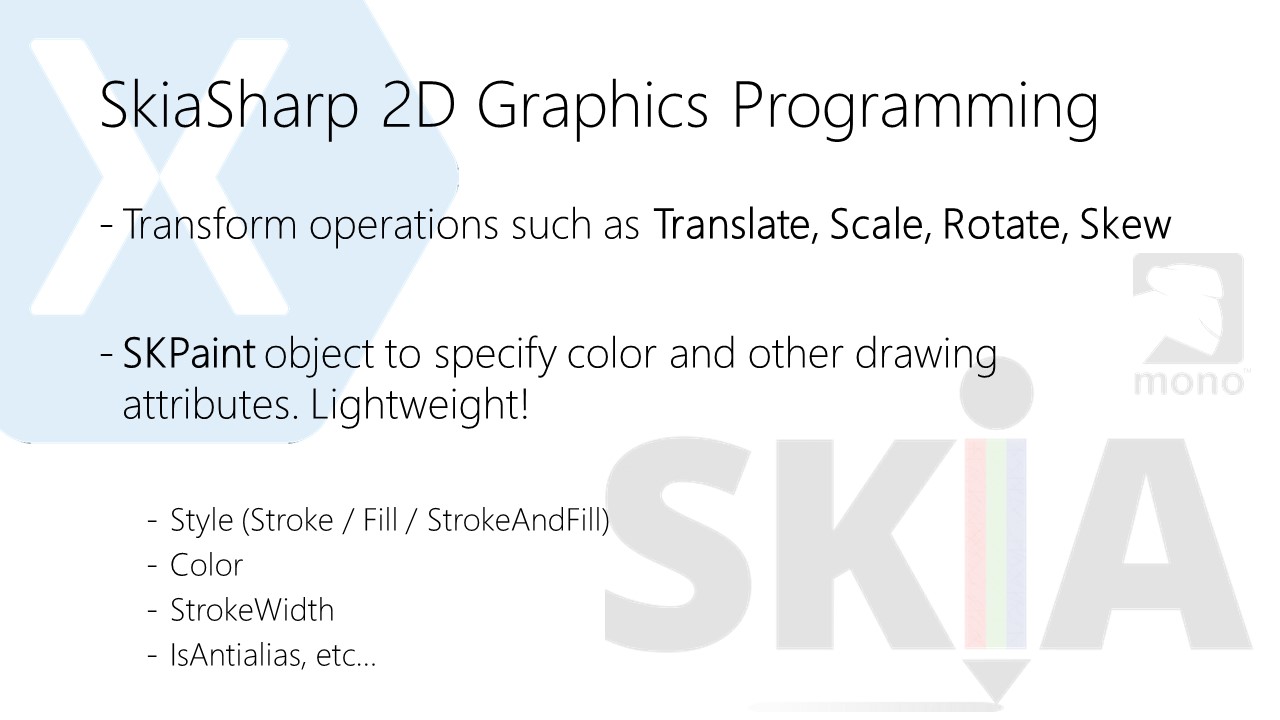 SkiaSharp 2D Graphics Programming
- Transform operations such as Translate, Scale, Rotate, Skew
- SKPaint object to specify color and other drawing
attributes. Lightweight!
mono™
SKiA
- Style (Stroke / Fill / StrokeAndFill)
- Color
- StrokeWidth
- IsAntialias, etc...